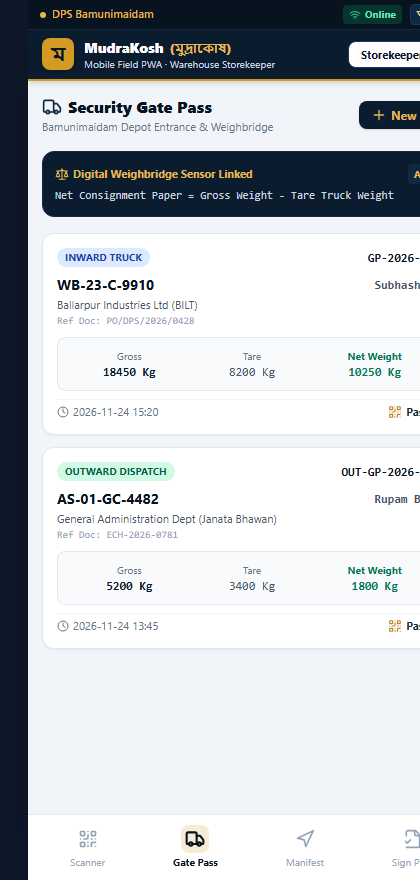 DPS Bamunimaidam
Online
MudraKosh (মুদ্ৰাকোষ)
Mobile Field PWA · Warehouse Storekeeper
Storekeeper
Security Gate Pass
Bamunimaidam Depot Entrance & Weighbridge
+ New
Digital Weighbridge Sensor Linked
Net Consignment Paper = Gross Weight - Tare Truck Weight
INWARD TRUCK
GP-2026-
WB-23-C-9910
Subhash
Ballarpur Industries Ltd (BILT)
Ref Doc: PO/DPS/2026/0428
Gross Tare Net Weight
18450 Kg 8200 Kg 10250 Kg
2026-11-24 15:20
OUTWARD DISPATCH
OUT-GP-2026-
AS-01-GC-4482
Rupam
General Administration Dept (Janata Bhawan)
Ref Doc: ECH-2026-0781
Gross Tare Net Weight
5200 Kg 3400 Kg 1800 Kg
2026-11-24 13:45
Scanner Gate Pass Manifest Sign